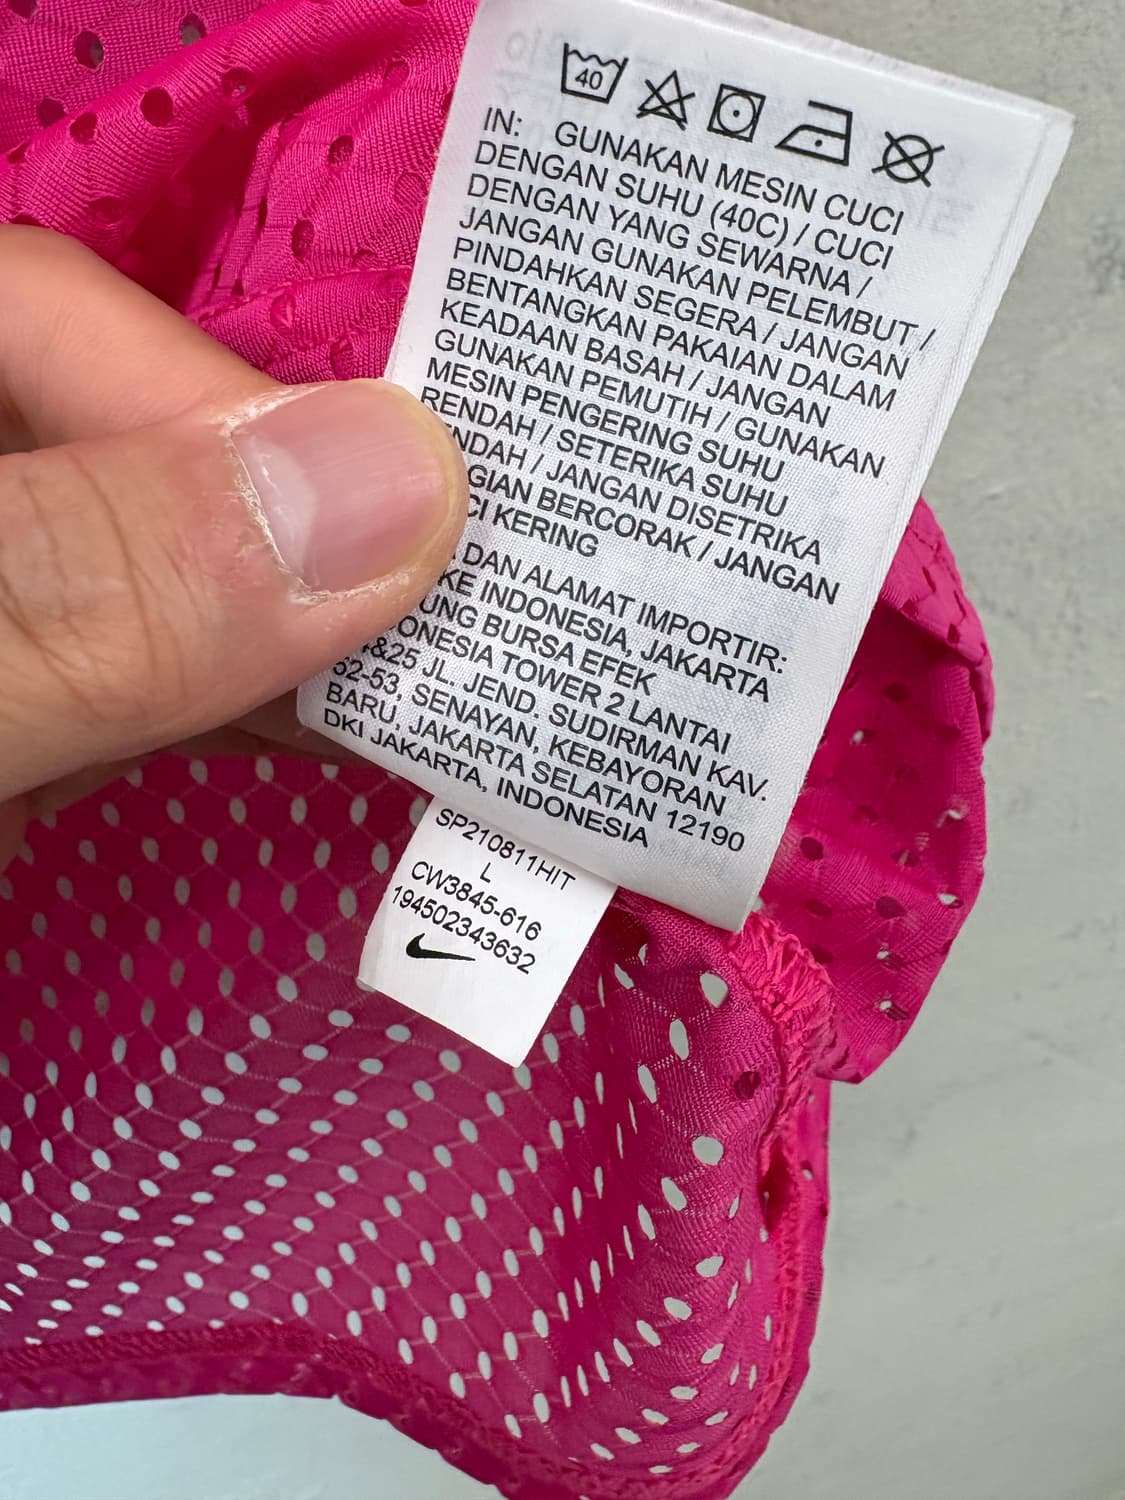 40
IN: GUNAKAN MESIN CUCI
DENGAN SUHU (40C) / CUCI
DENGAN YANG SEWARNA /
JANGAN GUNAKAN PELEMBUT /
PINDAHKAN SEGERA / JANGAN
BENTANGKAN PAKAIAN DALAM
KEADAAN BASAH / JANGAN
GUNAKAN PEMUTIH / GUNAKAN
MESIN PENGERING SUHU
RENDAH / SETERIKA SUHU
NDAH / JANGAN DISETRIKA
GIAN BERCORAK / JANGAN
CI KERING
DAN ALAMAT IMPORTIR:
KE INDONESIA, JAKARTA
UNG BURSA EFEK
ONESIA TOWER 2 LANTAI
&25 JL. JEND. SUDIRMAN KAV.
52-53, SENAYAN, KEBAYORAN
BARU, JAKARTA SELATAN 12190
DKI JAKARTA, INDONESIA
SP210811HIT
L
CW3845-616
194502343632